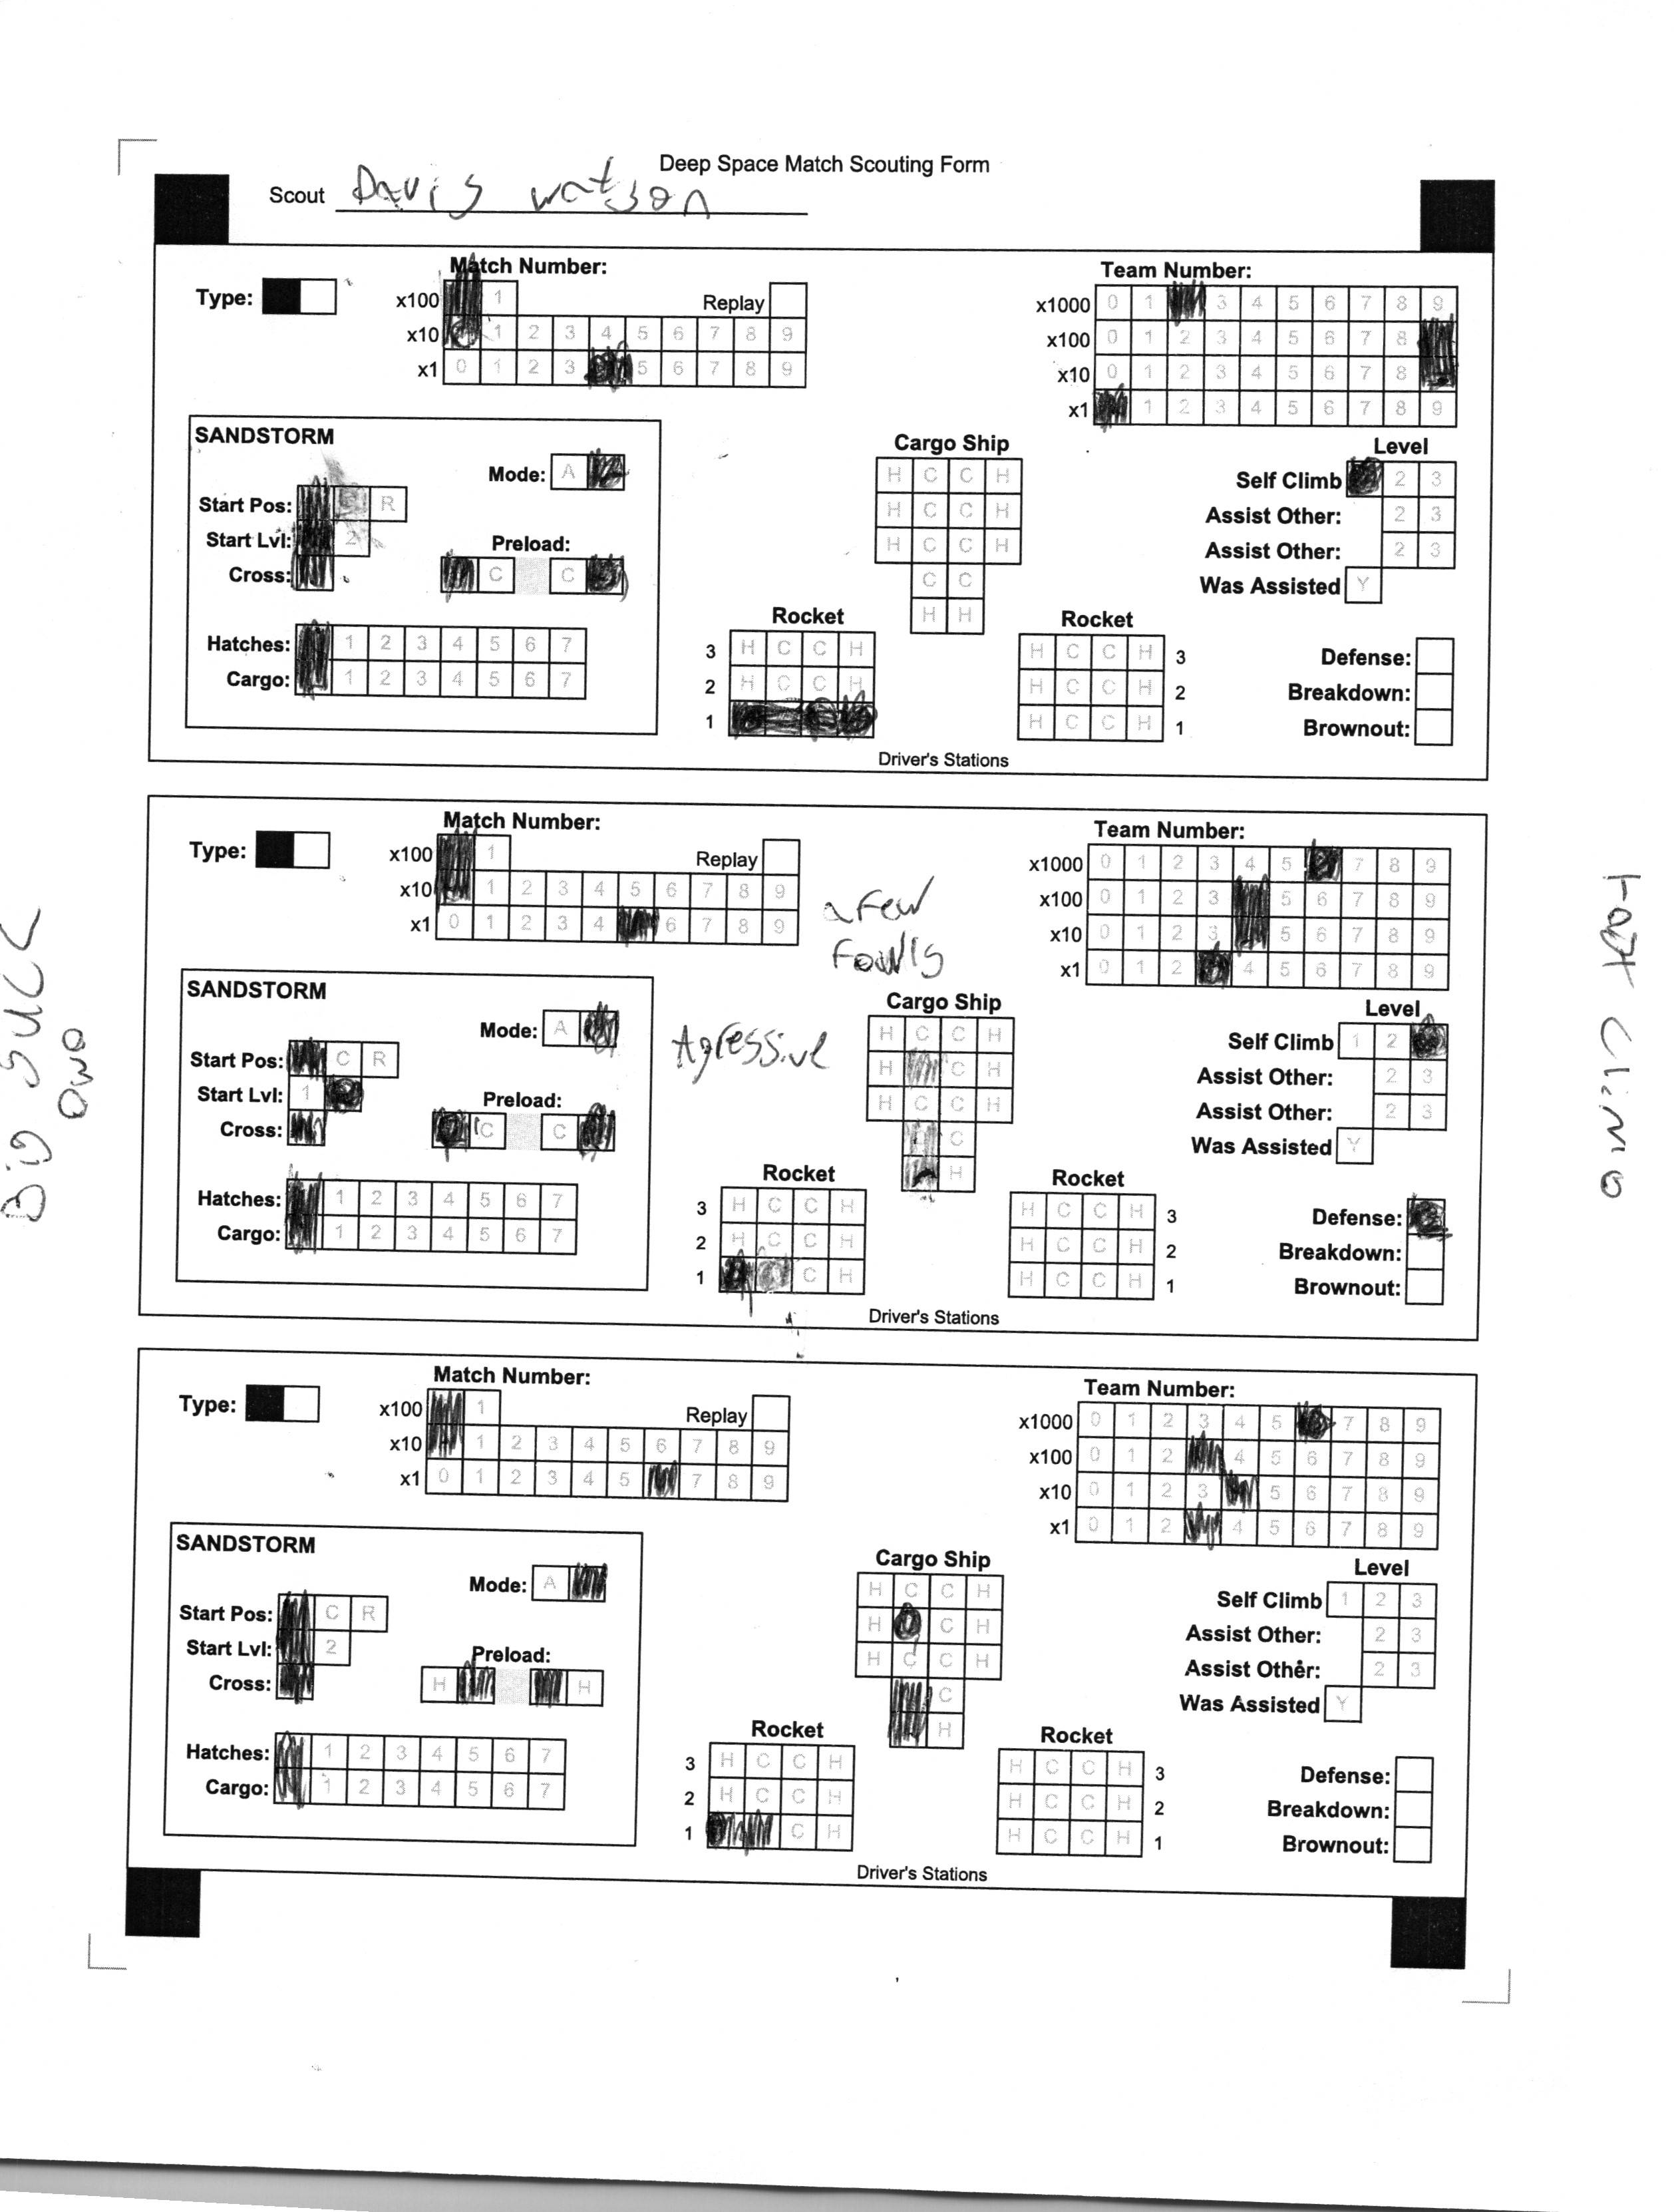 Deep Space Match Scouting Form
Scout Davis watson
Match Number:
Team Number:
Type:
x100 1 Replay
x10 1 2 3 4 5 6 7 8 9
x1 0 1 2 3 5 6 7 8 9
x1000 0 1 3 4 5 6 7 8 9
x100 0 1 2 3 4 5 6 7 8
x10 0 1 2 3 4 5 6 7 8
x1 1 2 3 4 5 6 7 8 9
SANDSTORM
Mode: A
Start Pos: R
Start Lvl: 2
Cross:
Preload:
C C
Hatches: 1 2 3 4 5 6 7
Cargo: 1 2 3 4 5 6 7
Cargo Ship
H C C H
H C C H
H C C H
C C
H H
Rocket
3 H C C H
2 H C C H
1
Rocket
H C C H 3
H C C H 2
H C C H 1
Level
Self Climb 2 3
Assist Other: 2 3
Assist Other: 2 3
Was Assisted Y
Defense:
Breakdown:
Brownout:
Driver's Stations
Match Number:
Team Number:
Type:
x100 1 Replay
x10 1 2 3 4 5 6 7 8 9
x1 0 1 2 3 4 6 7 8 9
x1000 0 1 2 3 4 5 7 8 9
x100 0 1 2 3 5 6 7 8 9
x10 0 1 2 3 5 6 7 8 9
x1 0 1 2 4 5 6 7 8 9
a few
fowls
Agressive
SANDSTORM
Mode: A
Start Pos: C R
Start Lvl: 1
Cross:
Preload:
C C
Hatches: 1 2 3 4 5 6 7
Cargo: 1 2 3 4 5 6 7
Cargo Ship
H C C H
H C H
H C C H
C
H
Rocket
3 H C C H
2 H C C H
1 C H
Rocket
H C C H 3
H C C H 2
H C C H 1
Level
Self Climb 1 2
Assist Other: 2 3
Assist Other: 2 3
Was Assisted Y
Defense:
Breakdown:
Brownout:
Driver's Stations
Big succ
owo
Fast Climb
Match Number:
Team Number:
Type:
x100 1 Replay
x10 1 2 3 4 5 6 7 8 9
x1 0 1 2 3 4 5 7 8 9
x1000 0 1 2 3 4 5 7 8 9
x100 0 1 2 4 5 6 7 8 9
x10 0 1 2 3 5 6 7 8 9
x1 0 1 2 4 5 6 7 8 9
SANDSTORM
Mode: A
Start Pos: C R
Start Lvl: 2
Cross:
Preload:
H H
Hatches: 1 2 3 4 5 6 7
Cargo: 1 2 3 4 5 6 7
Cargo Ship
H C C H
H C H
H C C H
C
H
Rocket
3 H C C H
2 H C C H
1 C H
Rocket
H C C H 3
H C C H 2
H C C H 1
Level
Self Climb 1 2 3
Assist Other: 2 3
Assist Other: 2 3
Was Assisted Y
Defense:
Breakdown:
Brownout:
Driver's Stations